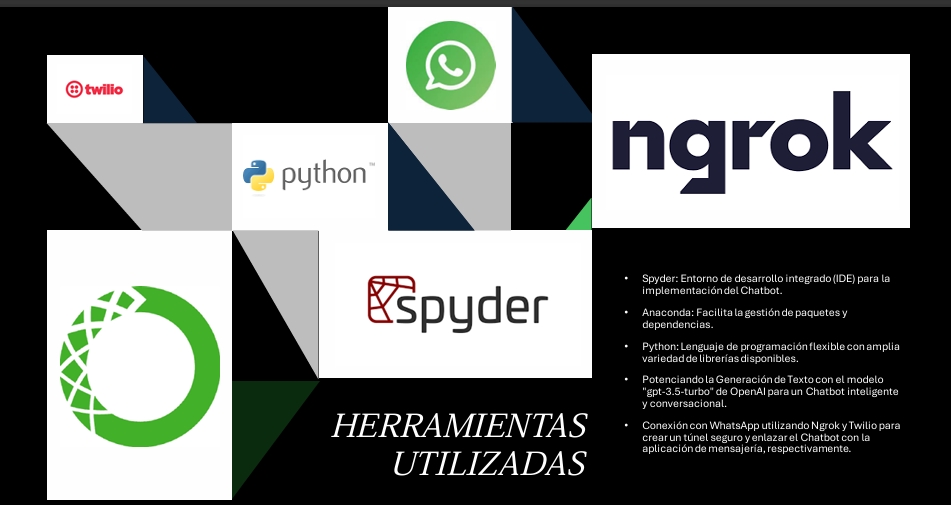 twilio
python™
ngrok
spyder
HERRAMIENTAS
UTILIZADAS
• Spyder: Entorno de desarrollo integrado (IDE) para la
implementación del Chatbot.
• Anaconda: Facilita la gestión de paquetes y
dependencias.
• Python: Lenguaje de programación flexible con amplia
variedad de librerías disponibles.
• Potenciando la Generación de Texto con el modelo
"gpt-3.5-turbo" de OpenAI para un Chatbot inteligente
y conversacional.
• Conexión con WhatsApp utilizando Ngrok y Twilio para
crear un túnel seguro y enlazar el Chatbot con la
aplicación de mensajería, respectivamente.